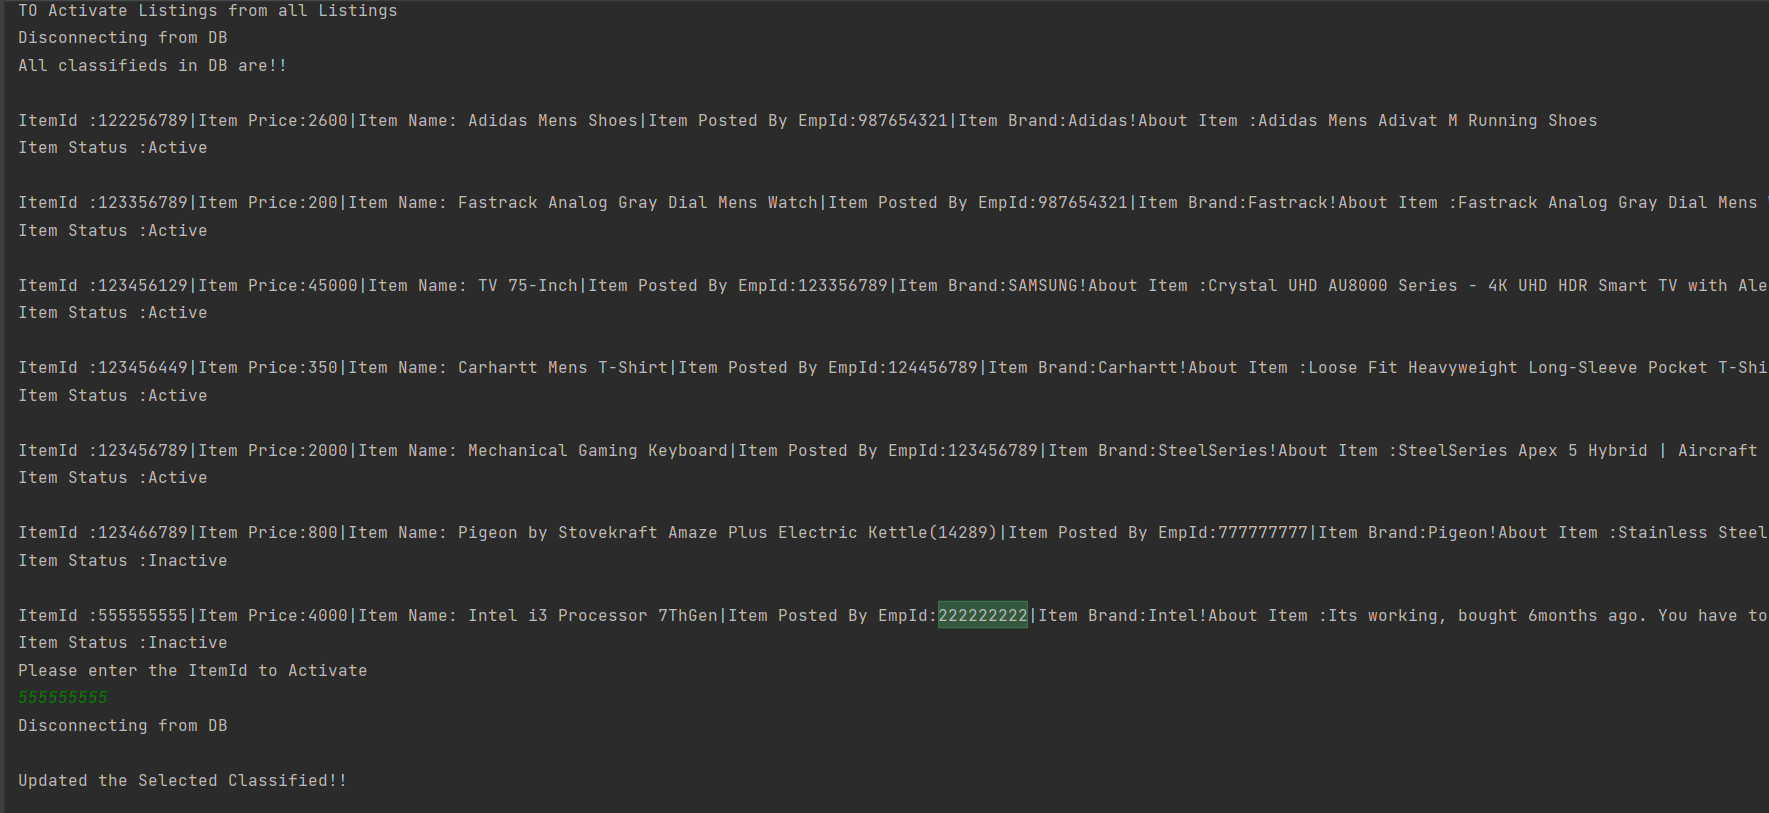 TO Activate Listings from all Listings
Disconnecting from DB
All classifieds in DB are!!
ItemId :122256789|Item Price:2600|Item Name: Adidas Mens Shoes|Item Posted By EmpId:987654321|Item Brand:Adidas!About Item :Adidas Mens Adivat M Running Shoes
Item Status :Active
ItemId :123356789|Item Price:200|Item Name: Fastrack Analog Gray Dial Mens Watch|Item Posted By EmpId:987654321|Item Brand:Fastrack!About Item :Fastrack Analog Gray Dial Mens
Item Status :Active
ItemId :123456129|Item Price:45000|Item Name: TV 75-Inch|Item Posted By EmpId:123356789|Item Brand:SAMSUNG!About Item :Crystal UHD AU8000 Series - 4K UHD HDR Smart TV with Ale
Item Status :Active
ItemId :123456449|Item Price:350|Item Name: Carhartt Mens T-Shirt|Item Posted By EmpId:124456789|Item Brand:Carhartt!About Item :Loose Fit Heavyweight Long-Sleeve Pocket T-Shi
Item Status :Active
ItemId :123456789|Item Price:2000|Item Name: Mechanical Gaming Keyboard|Item Posted By EmpId:123456789|Item Brand:SteelSeries!About Item :SteelSeries Apex 5 Hybrid | Aircraft
Item Status :Active
ItemId :123466789|Item Price:800|Item Name: Pigeon by Stovekraft Amaze Plus Electric Kettle(14289)|Item Posted By EmpId:777777777|Item Brand:Pigeon!About Item :Stainless Steel
Item Status :Inactive
ItemId :555555555|Item Price:4000|Item Name: Intel i3 Processor 7ThGen|Item Posted By EmpId:222222222|Item Brand:Intel!About Item :Its working, bought 6months ago. You have to
Item Status :Inactive
Please enter the ItemId to Activate
555555555
Disconnecting from DB
Updated the Selected Classified!!